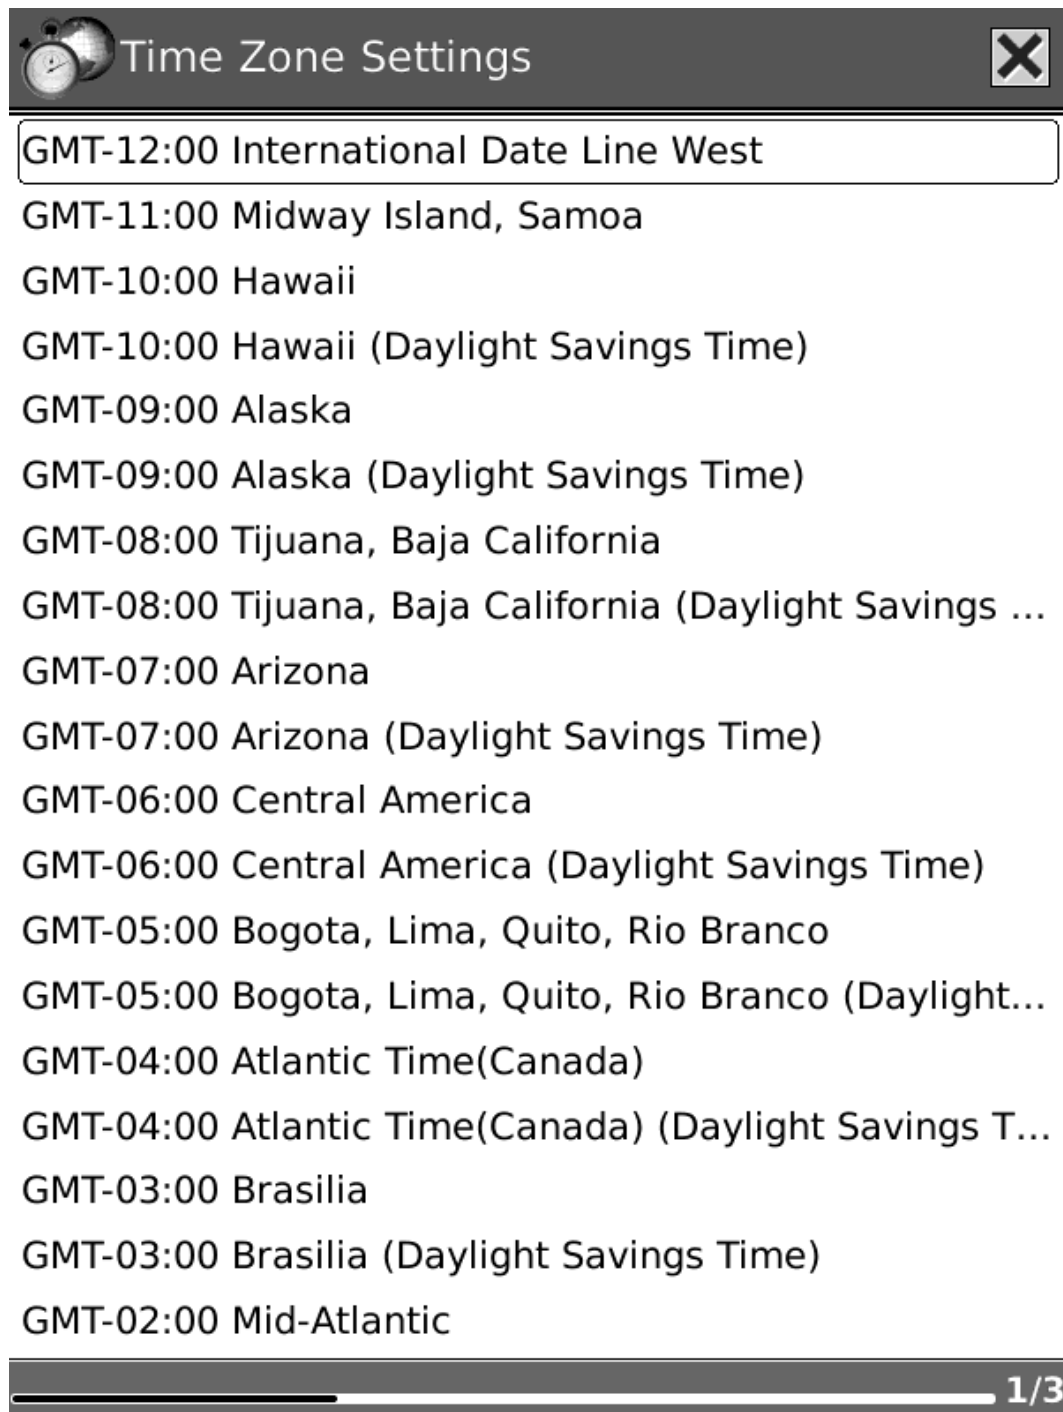 Time Zone Settings
GMT-12:00 International Date Line West
GMT-11:00 Midway Island, Samoa
GMT-10:00 Hawaii
GMT-10:00 Hawaii (Daylight Savings Time)
GMT-09:00 Alaska
GMT-09:00 Alaska (Daylight Savings Time)
GMT-08:00 Tijuana, Baja California
GMT-08:00 Tijuana, Baja California (Daylight Savings ...
GMT-07:00 Arizona
GMT-07:00 Arizona (Daylight Savings Time)
GMT-06:00 Central America
GMT-06:00 Central America (Daylight Savings Time)
GMT-05:00 Bogota, Lima, Quito, Rio Branco
GMT-05:00 Bogota, Lima, Quito, Rio Branco (Daylight...
GMT-04:00 Atlantic Time(Canada)
GMT-04:00 Atlantic Time(Canada) (Daylight Savings T...
GMT-03:00 Brasilia
GMT-03:00 Brasilia (Daylight Savings Time)
GMT-02:00 Mid-Atlantic
1/3